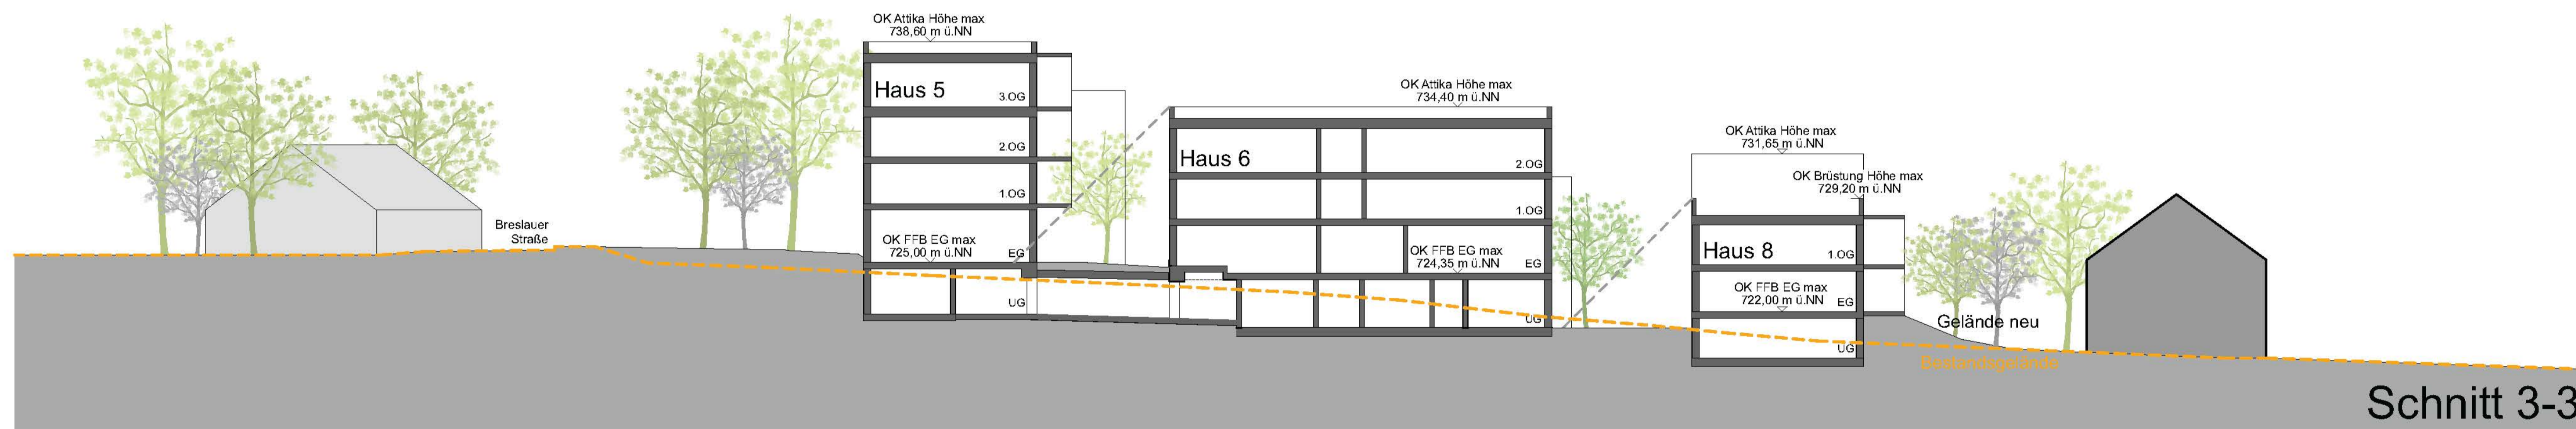 Breslauer
Straße
OK Attika Höhe max
738,60 m ü.NN
Haus 5
3.OG
2.OG
1.OG
OK FFB EG max
725,00 m ü.NN
EG
UG
OK Attika Höhe max
734,40 m ü.NN
Haus 6
2.OG
1.OG
OK FFB EG max
724,35 m ü.NN
EG
UG
OK Attika Höhe max
731,65 m ü.NN
OK Brüstung Höhe max
729,20 m ü.NN
Haus 8
1.OG
OK FFB EG max
722,00 m ü.NN
EG
UG
Gelände neu
Bestandsgelände
Schnitt 3-3